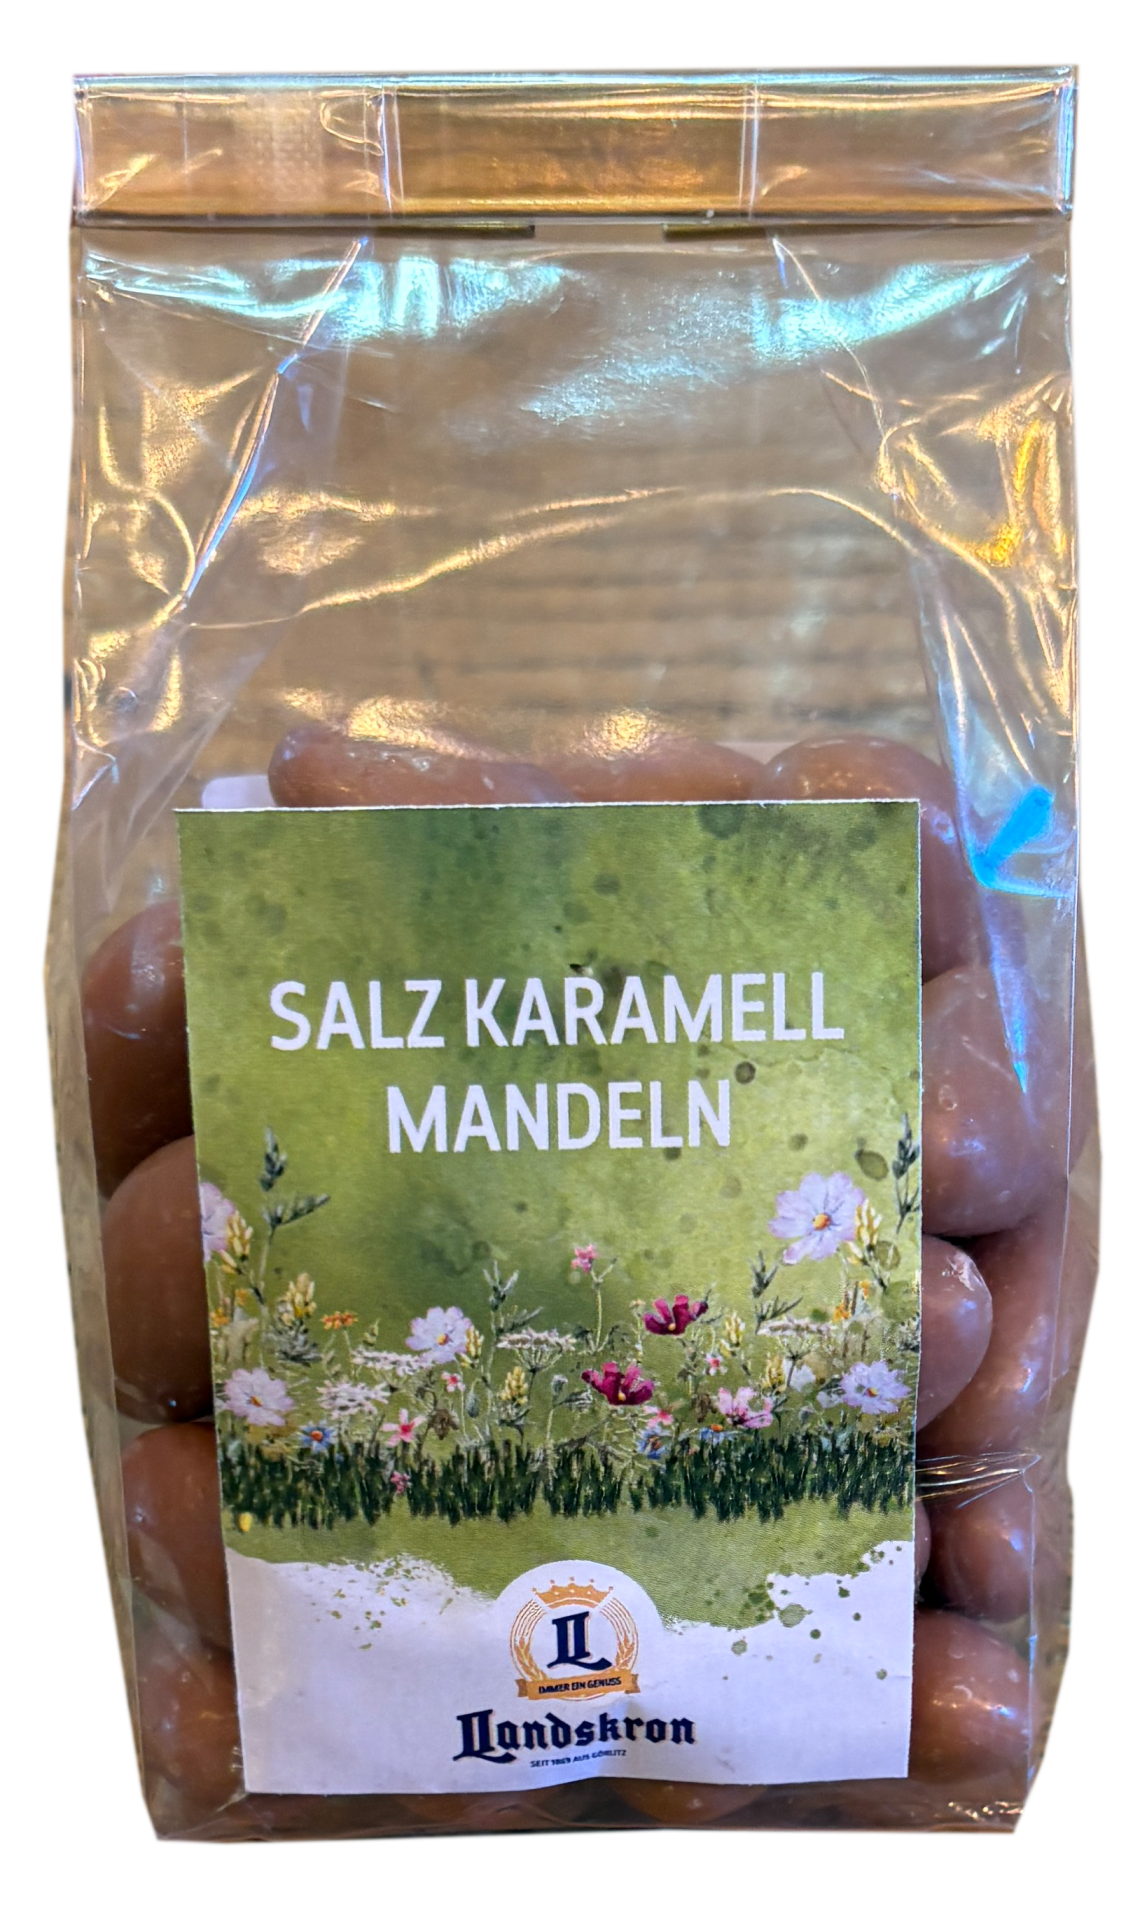 SALZ KARAMELL
MANDELN
IMMER EIN GENUSS
Landskron
SEIT 1869 AUS GÖRLITZ